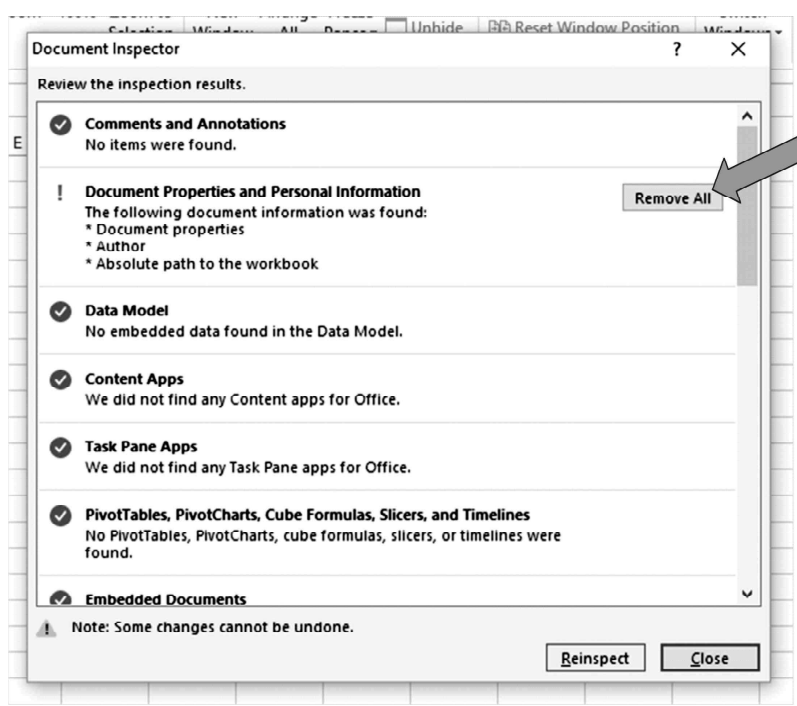 Unhide
Reset Window Position
Document Inspector ? X
Review the inspection results.
Comments and Annotations
No items were found.
E
! Document Properties and Personal Information
Remove All
The following document information was found:
* Document properties
* Author
* Absolute path to the workbook
Data Model
No embedded data found in the Data Model.
Content Apps
We did not find any Content apps for Office.
Task Pane Apps
We did not find any Task Pane apps for Office.
PivotTables, PivotCharts, Cube Formulas, Slicers, and Timelines
No PivotTables, PivotCharts, cube formulas, slicers, or timelines were
found.
Embedded Documents
Note: Some changes cannot be undone.
Reinspect Close